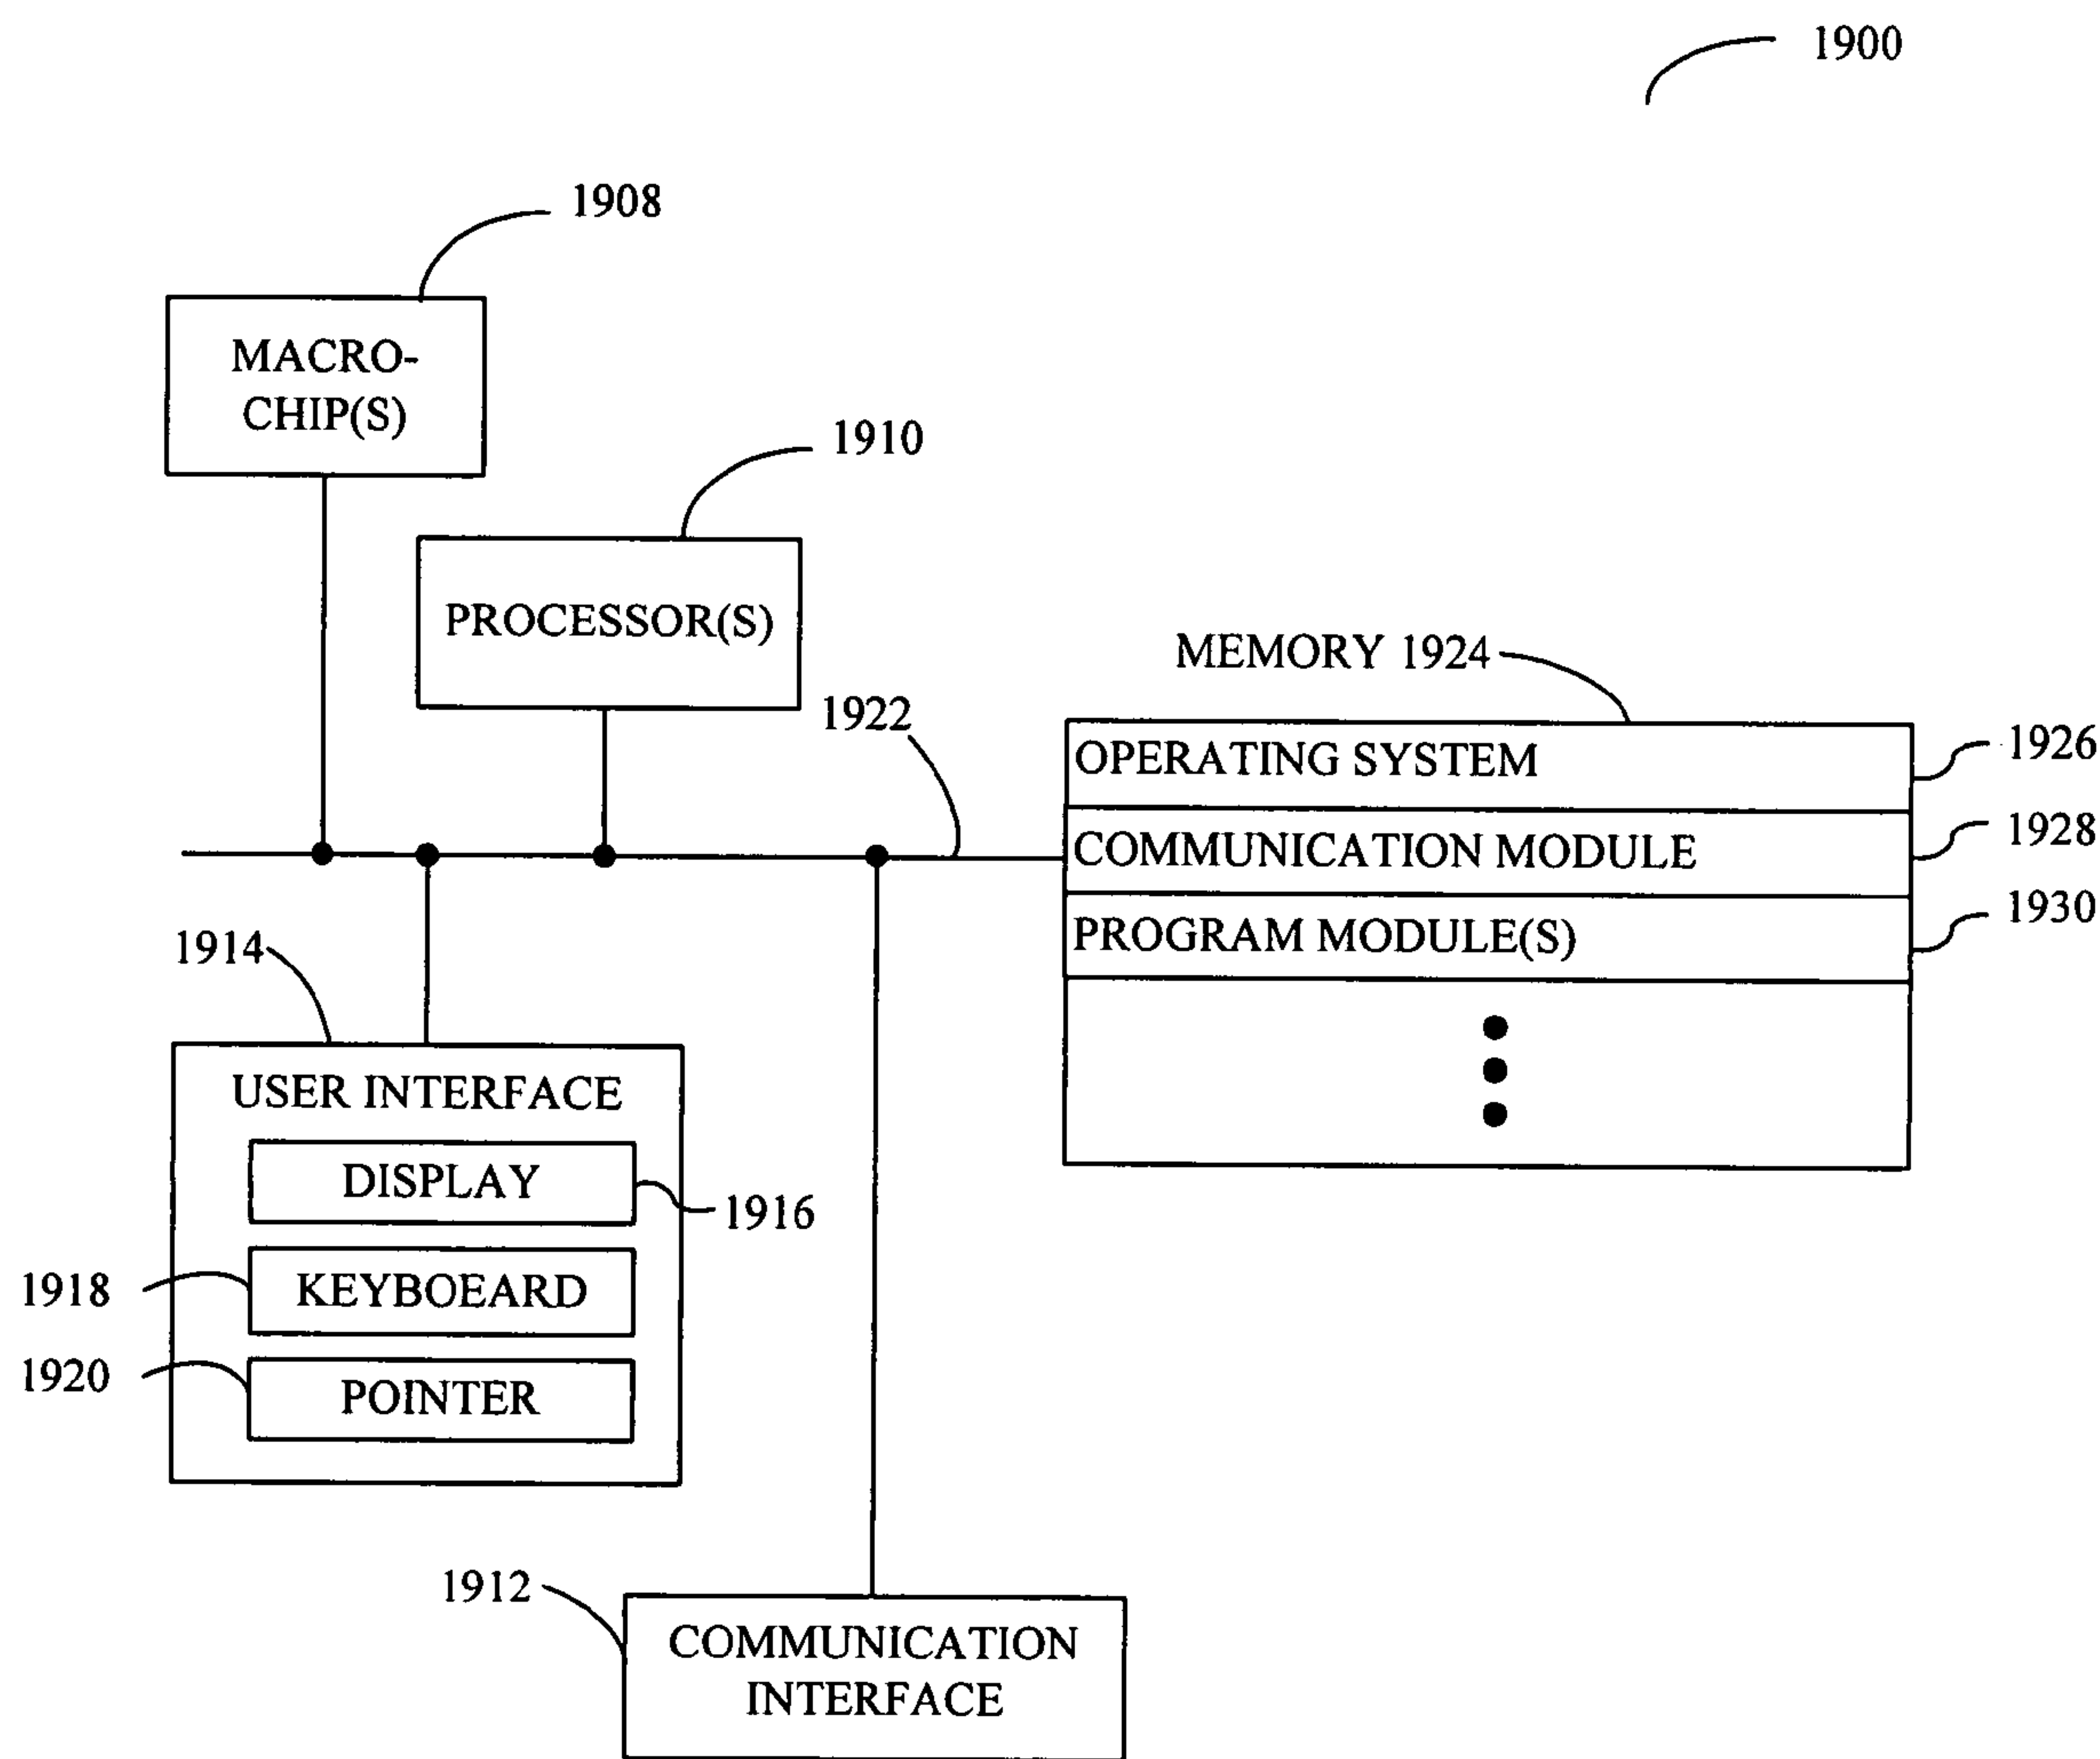 1900
1908
MACRO-
CHIP(S)
1910
PROCESSOR(S)
MEMORY 1924
1922
OPERATING SYSTEM
1926
COMMUNICATION MODULE
1928
PROGRAM MODULE(S)
1930
1914
USER INTERFACE
DISPLAY
1916
1918
KEYBOEARD
1920
POINTER
1912
COMMUNICATION
INTERFACE